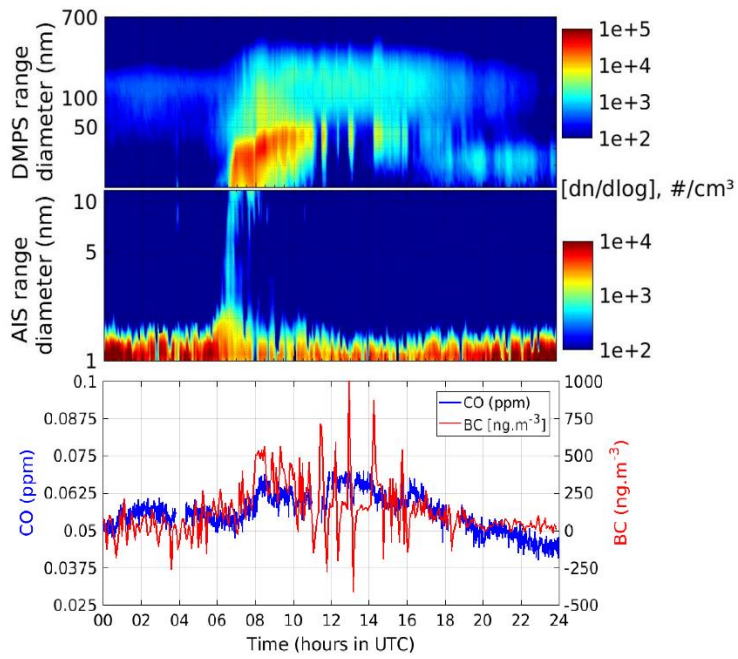 700
100
50
DMPS range
diameter (nm)
1e+5
1e+4
1e+3
1e+2
[dn/dlog], #/cm³
10
5
1
AIS range
diameter (nm)
1e+4
1e+3
1e+2
0.1
0.0875
0.075
0.0625
0.05
0.0375
0.025
CO (ppm)
CO (ppm)
BC [ng.m-3]
1000
750
500
250
0
-250
-500
BC (ng.m-3)
00 02 04 06 08 10 12 14 16 18 20 22 24
Time (hours in UTC)